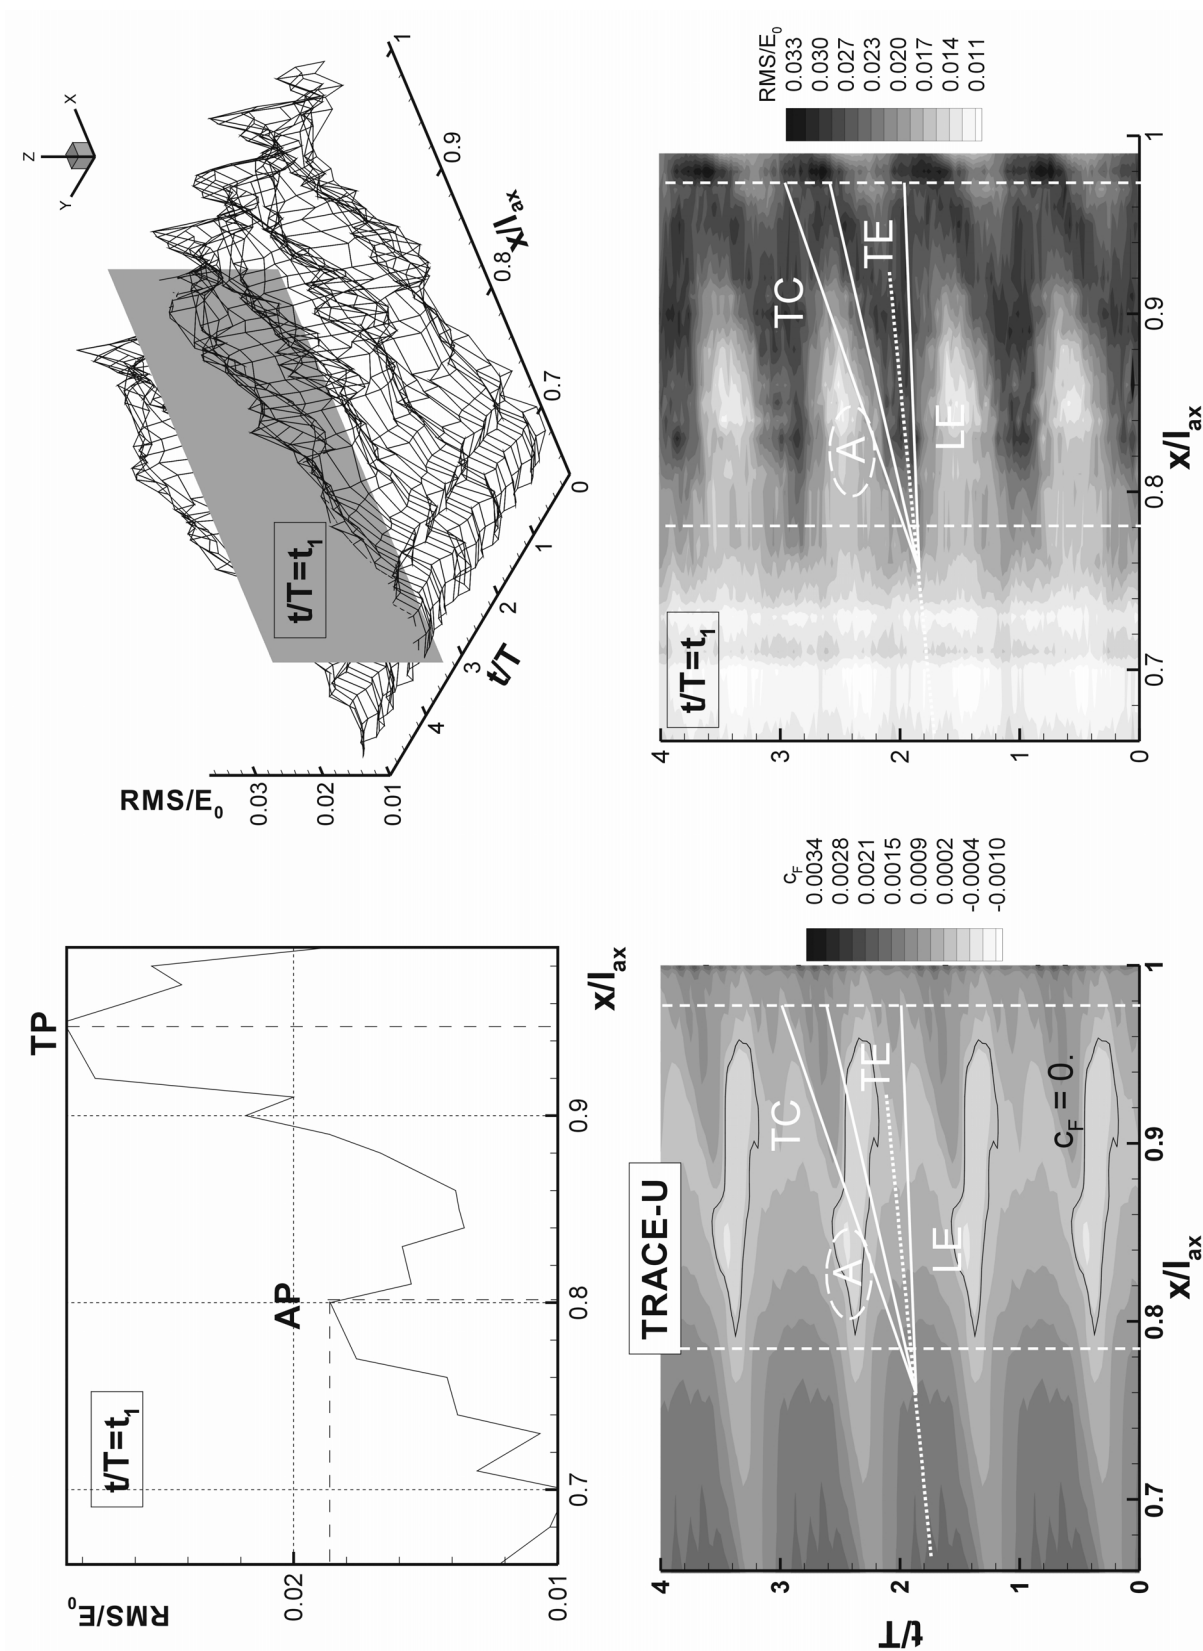 RMS/E0
0.02
0.01
t/T=t1
AP
TP
0.7
0.8
0.9
x/lax
RMS/E0
0.03
0.02
0.01
t/T=t1
Z
X
Y
4
3
2
1
0
t/T
0.7
0.8
0.9
1
x/lax
TRACE-U
t/T
4
3
2
1
0
A
TC
TE
LE
cF = 0.
0.7
0.8
0.9
1
x/lax
cF
0.0034
0.0028
0.0021
0.0015
0.0009
0.0002
-0.0004
-0.0010
t/T=t1
4
3
2
1
0
A
TC
TE
LE
0.7
0.8
0.9
1
x/lax
RMS/E0
0.033
0.030
0.027
0.023
0.020
0.017
0.014
0.011